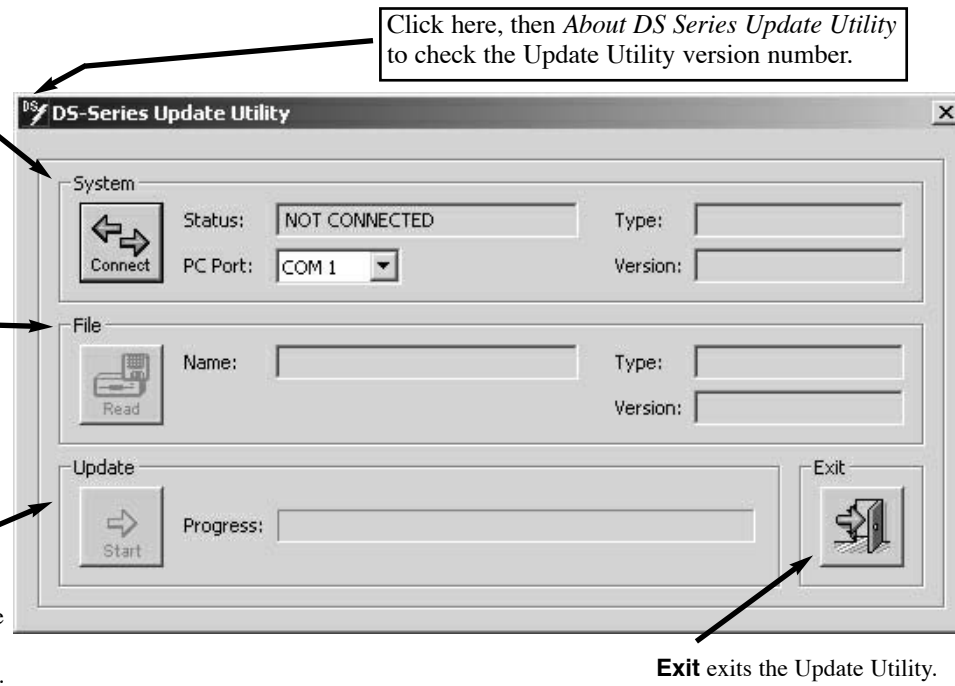 Click here, then About DS Series Update Utility
to check the Update Utility version number.
DS DS-Series Update Utility
System
Connect
Status: NOT CONNECTED
Type:
PC Port: COM 1
Version:
File
Read
Name:
Type:
Version:
Update
Start
Progress:
Exit
e
.
Exit exits the Update Utility.